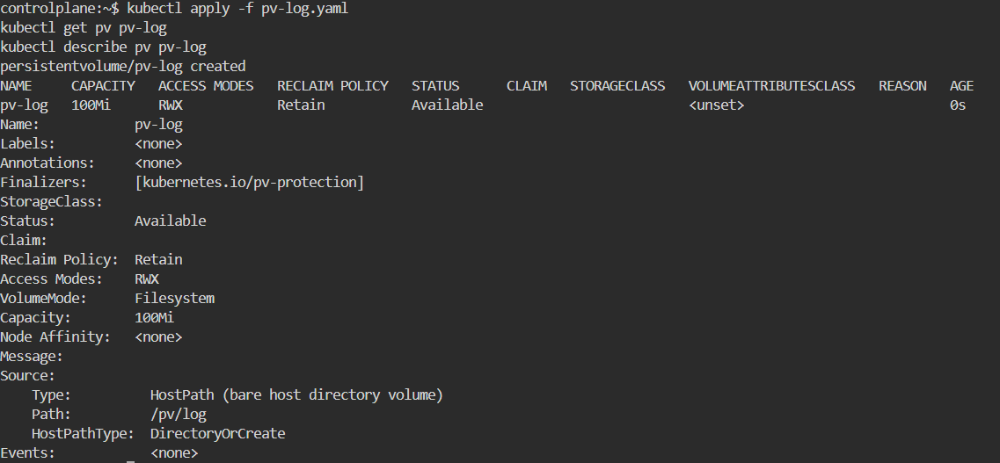 controlplane:~$ kubectl apply -f pv-log.yaml
kubectl get pv pv-log
kubectl describe pv pv-log
persistentvolume/pv-log created
NAME     CAPACITY   ACCESS MODES   RECLAIM POLICY   STATUS      CLAIM   STORAGECLASS   VOLUMEATTRIBUTESCLASS   REASON   AGE
pv-log   100Mi      RWX            Retain           Available                          <unset>                          0s
Name:            pv-log
Labels:          <none>
Annotations:     <none>
Finalizers:      [kubernetes.io/pv-protection]
StorageClass:
Status:          Available
Claim:
Reclaim Policy:  Retain
Access Modes:    RWX
VolumeMode:      Filesystem
Capacity:        100Mi
Node Affinity:   <none>
Message:
Source:
    Type:          HostPath (bare host directory volume)
    Path:          /pv/log
    HostPathType:  DirectoryOrCreate
Events:            <none>